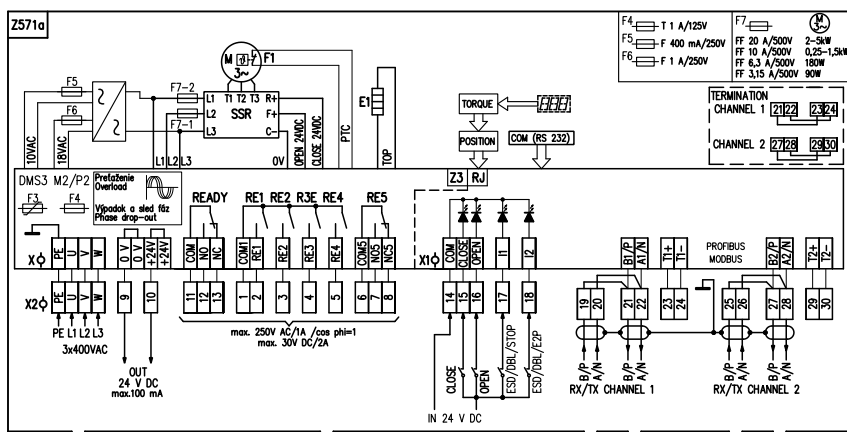 Z571a
F4 T 1 A/125V
F5 F 400 mA/250V
F6 F 1 A/250V
F7 M 3~
FF 20 A/500V 2-5kW
FF 10 A/500V 0,25-1,5kW
FF 6,3 A/500V 180W
FF 3,15 A/500V 90W
TERMINATION
CHANNEL 1 21 22 23 24
CHANNEL 2 27 28 29 30
M 3~ F1
F5
F6
F7-2
F7-1
T1 T2 T3
L1 R+
L2 SSR F+
L3 C-
E1
TORQUE
POSITION
COM (RS 232)
10VAC
18VAC
L1 L2 L3
0V
OPEN 24VDC
CLOSE 24VDC
PTC
TOP
DMS3 M2/P2
F3
F4
Preťaženie
Overload
Výpadok a sled fáz
Phase drop-out
READY
RE1 RE2 R3E RE4
RE5
Z3 RJ
X
PE U V W
0 V 0 V +24V +24V
COM NO NC
COM1 RE1 RE2 RE3 RE4
COM5 NO5 NC5
X1
COM CLOSE OPEN I1 I2
B1/P A1/N
T1+ T1-
PROFIBUS
MODBUS
B2/P A2/N
T2+ T2-
X2
PE U V W
9 10
11 12 13
1 2 3 4 5
6 7 8
14 15 16 17 18
19 20 21 22 23 24
25 26 27 28 29 30
PE L1 L2 L3
3x400VAC
OUT
24 V DC
max.100 mA
max. 250V AC/1A /cos phi=1
max. 30V DC/2A
CLOSE
OPEN
ESD/DBL/STOP
ESD/DBL/E2P
IN 24 V DC
B/P A/N B/P A/N
RX/TX CHANNEL 1
B/P A/N B/P A/N
RX/TX CHANNEL 2